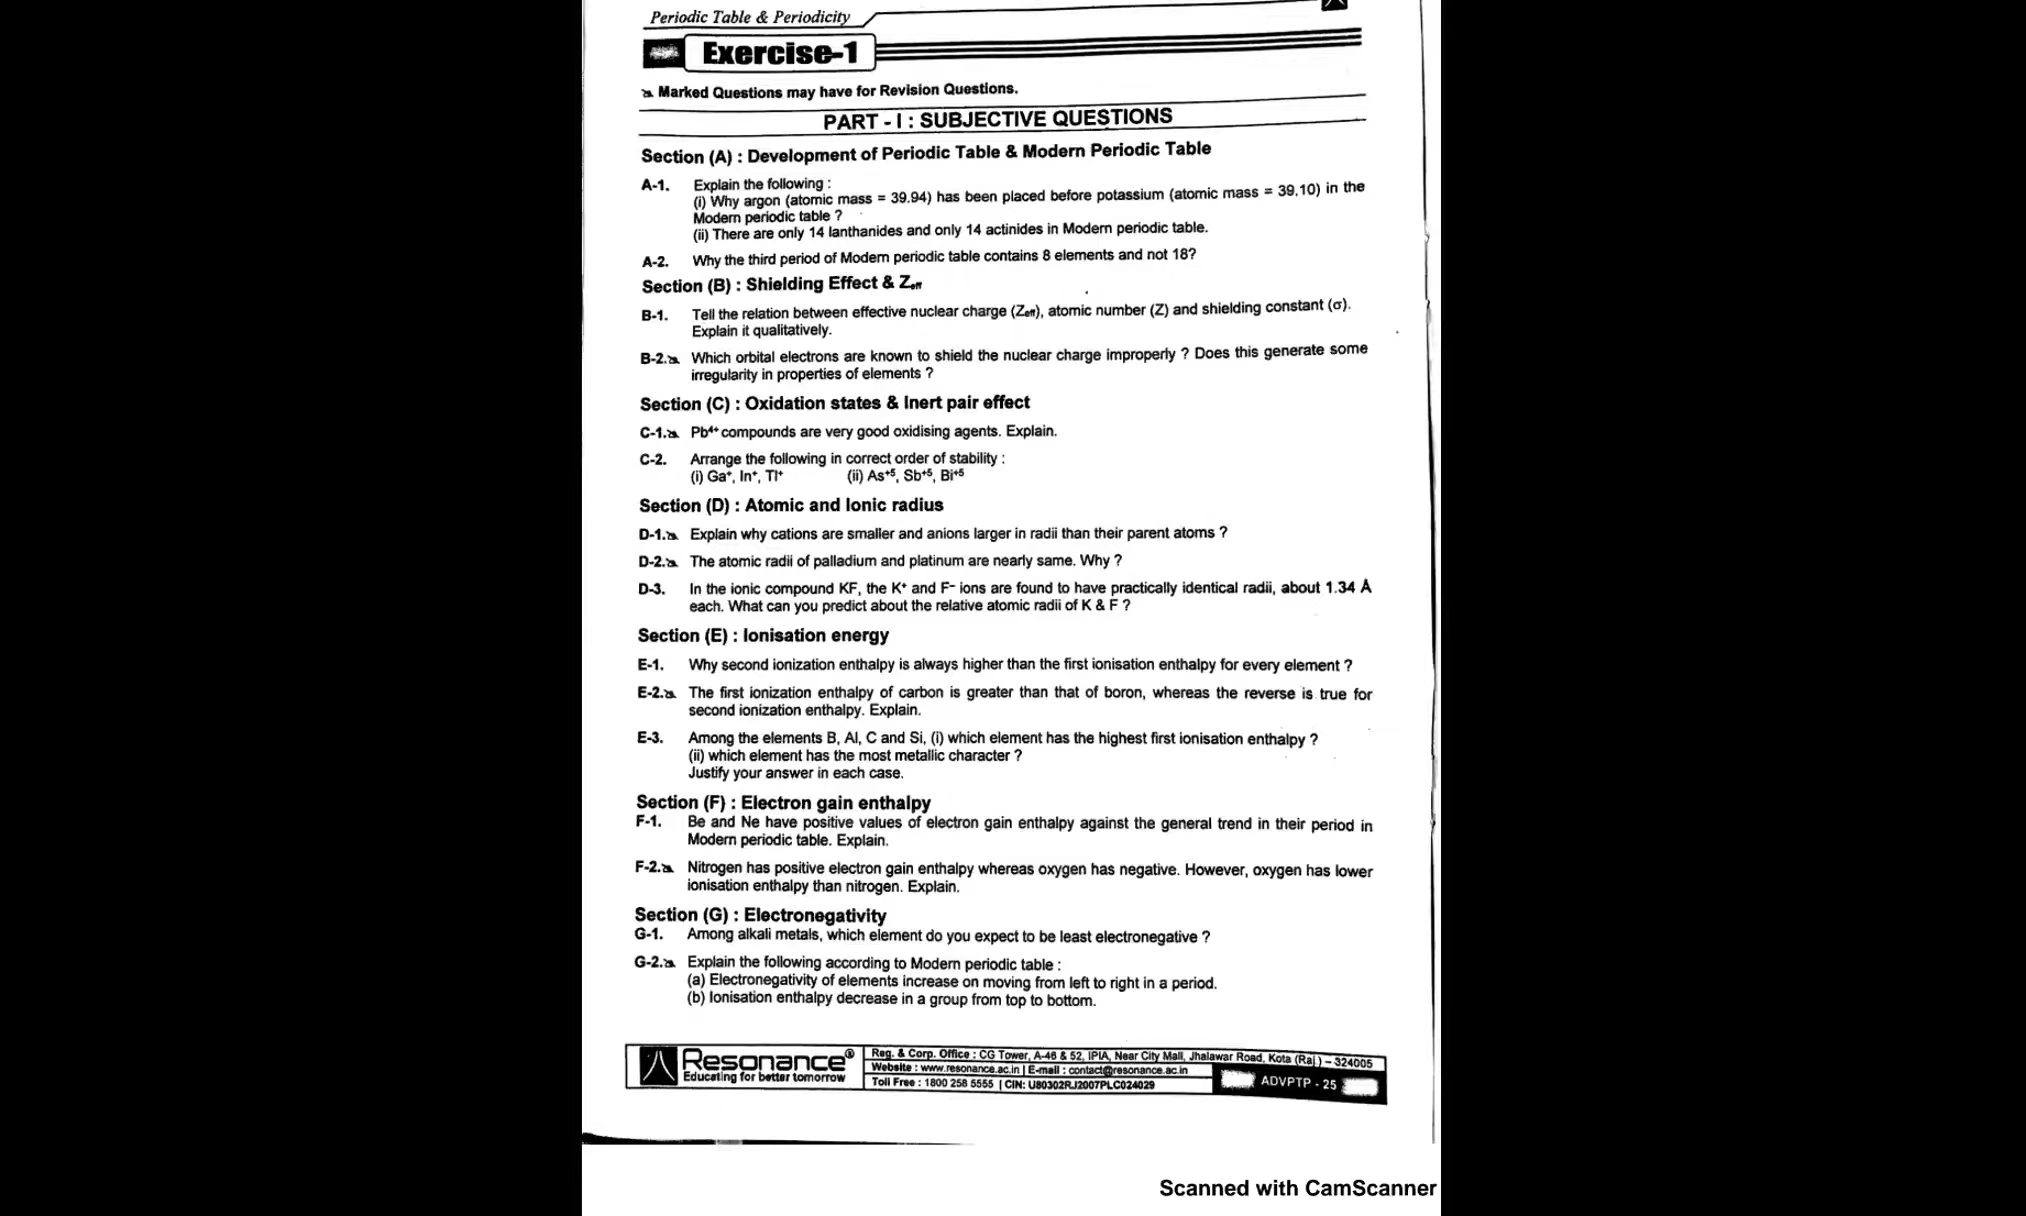 Periodic Table & Periodicity
Exercise-1
Marked Questions may have for Revision Questions.
PART - I : SUBJECTIVE QUESTIONS
Section (A) : Development of Periodic Table & Modern Periodic Table
A-1. Explain the following :
(i) Why argon (atomic mass = 39.94) has been placed before potassium (atomic mass = 39.10) in the
Modern periodic table ?
(ii) There are only 14 lanthanides and only 14 actinides in Modern periodic table.
A-2. Why the third period of Modern periodic table contains 8 elements and not 18?
Section (B) : Shielding Effect & Zeff
B-1. Tell the relation between effective nuclear charge (Zeff), atomic number (Z) and shielding constant (σ).
Explain it qualitatively.
B-2. Which orbital electrons are known to shield the nuclear charge improperly ? Does this generate some
irregularity in properties of elements ?
Section (C) : Oxidation states & Inert pair effect
C-1. Pb⁴⁺ compounds are very good oxidising agents. Explain.
C-2. Arrange the following in correct order of stability :
(i) Ga⁺, In⁺, Tl⁺ (ii) As⁺⁵, Sb⁺⁵, Bi⁺⁵
Section (D) : Atomic and Ionic radius
D-1. Explain why cations are smaller and anions larger in radii than their parent atoms ?
D-2. The atomic radii of palladium and platinum are nearly same. Why ?
D-3. In the ionic compound KF, the K⁺ and F⁻ ions are found to have practically identical radii, about 1.34 Å
each. What can you predict about the relative atomic radii of K & F ?
Section (E) : Ionisation energy
E-1. Why second ionization enthalpy is always higher than the first ionisation enthalpy for every element ?
E-2. The first ionization enthalpy of carbon is greater than that of boron, whereas the reverse is true for
second ionization enthalpy. Explain.
E-3. Among the elements B, Al, C and Si, (i) which element has the highest first ionisation enthalpy ?
(ii) which element has the most metallic character ?
Justify your answer in each case.
Section (F) : Electron gain enthalpy
F-1. Be and Ne have positive values of electron gain enthalpy against the general trend in their period in
Modern periodic table. Explain.
F-2. Nitrogen has positive electron gain enthalpy whereas oxygen has negative. However, oxygen has lower
ionisation enthalpy than nitrogen. Explain.
Section (G) : Electronegativity
G-1. Among alkali metals, which element do you expect to be least electronegative ?
G-2. Explain the following according to Modern periodic table :
(a) Electronegativity of elements increase on moving from left to right in a period.
(b) Ionisation enthalpy decrease in a group from top to bottom.
Resonance®
Educating for better tomorrow
Reg. & Corp. Office : CG Tower, A-46 & 52, IPIA, Near City Mall, Jhalawar Road, Kota (Raj.) – 324005
Website : www.resonance.ac.in | E-mail : contact@resonance.ac.in
Toll Free : 1800 258 5555 | CIN: U80302RJ2007PLC024029
ADVPTP - 25
Scanned with CamScanner